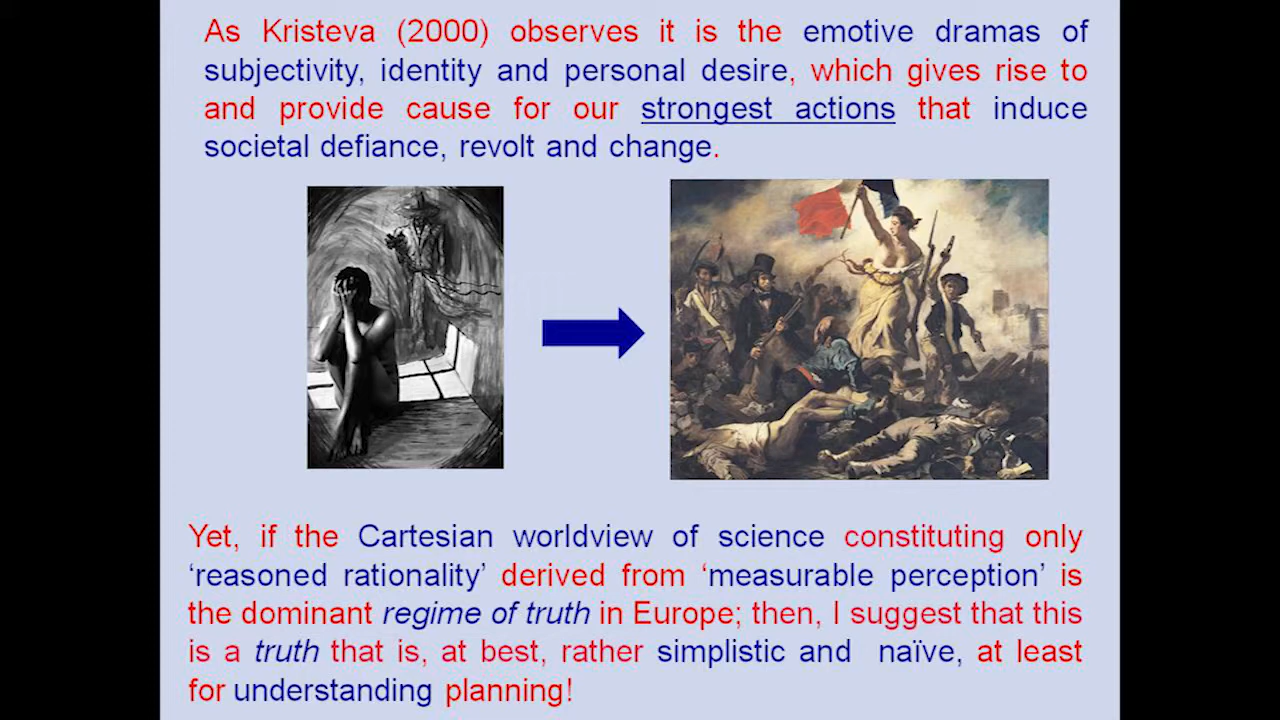 As Kristeva (2000) observes it is the emotive dramas of
subjectivity, identity and personal desire, which gives rise to
and provide cause for our strongest actions that induce
societal defiance, revolt and change.
Yet, if the Cartesian worldview of science constituting only
‘reasoned rationality’ derived from ‘measurable perception’ is
the dominant regime of truth in Europe; then, I suggest that this
is a truth that is, at best, rather simplistic and naïve, at least
for understanding planning!